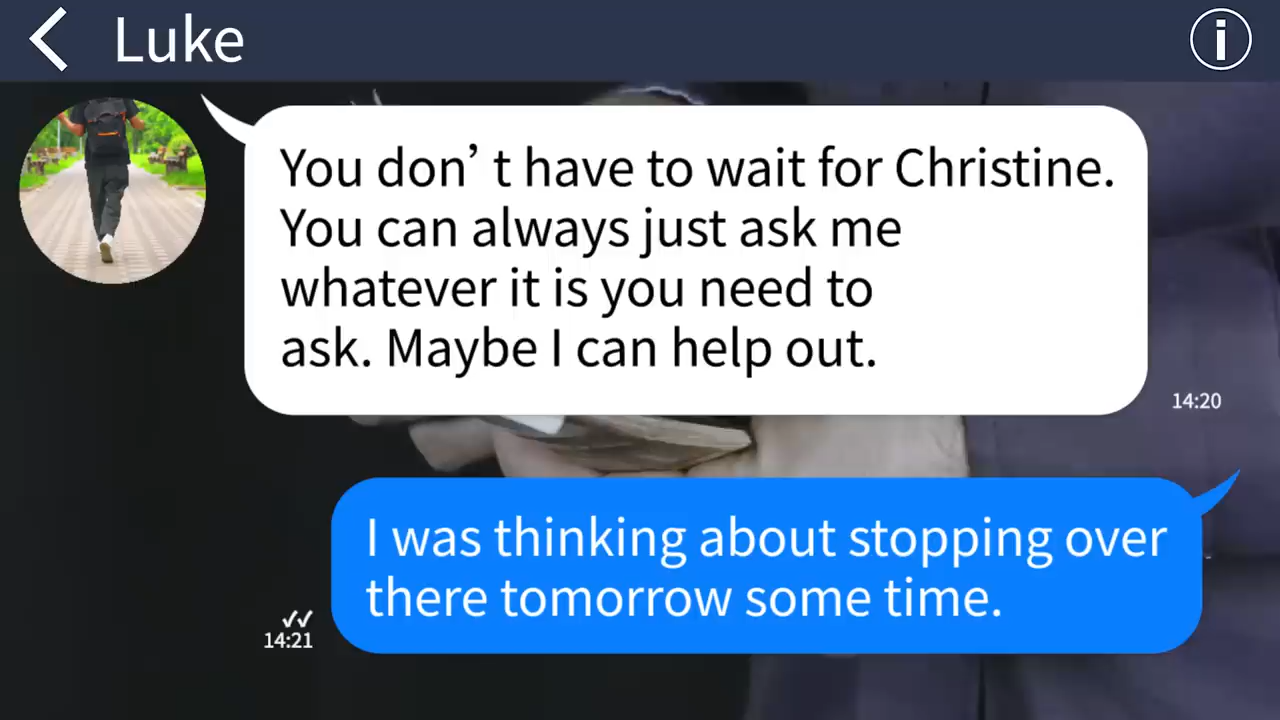 Luke
You don’t have to wait for Christine.
You can always just ask me
whatever it is you need to
ask. Maybe I can help out.
14:20
I was thinking about stopping over
there tomorrow some time.
14:21